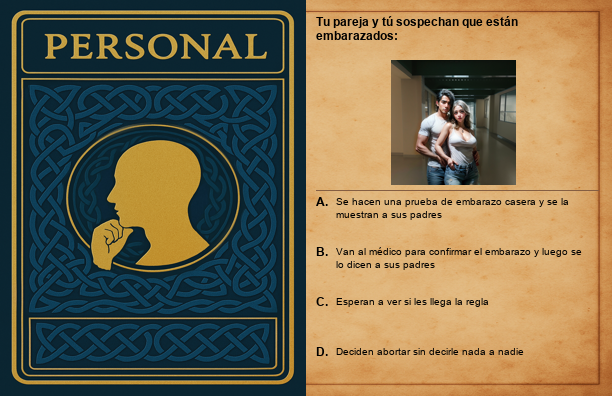 PERSONAL
Tu pareja y tú sospechan que están
embarazados:
A. Se hacen una prueba de embarazo casera y se la
muestran a sus padres
B. Van al médico para confirmar el embarazo y luego se
lo dicen a sus padres
C. Esperan a ver si les llega la regla
D. Deciden abortar sin decirle nada a nadie